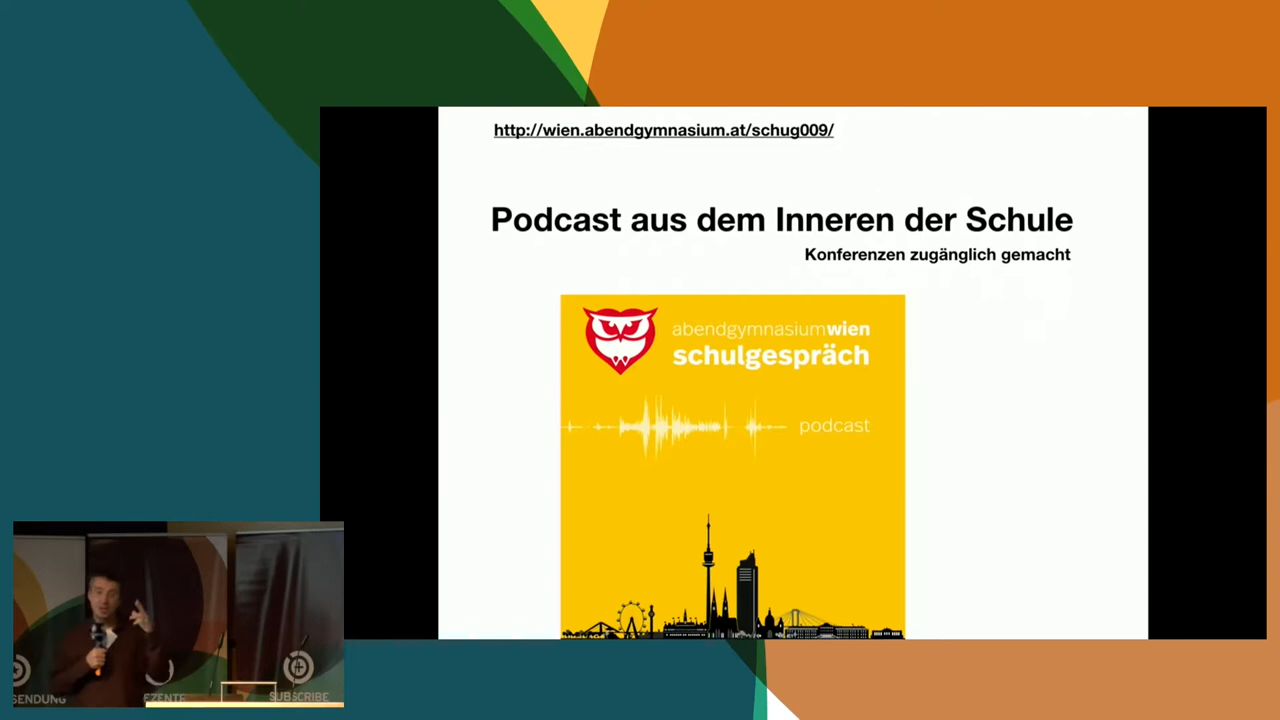 http://wien.abendgymnasium.at/schug009/
Podcast aus dem Inneren der Schule
Konferenzen zugänglich gemacht
abendgymnasiumwien
schulgespräch
podcast
SENDUNG
EZENTE
SUBSCRIBE